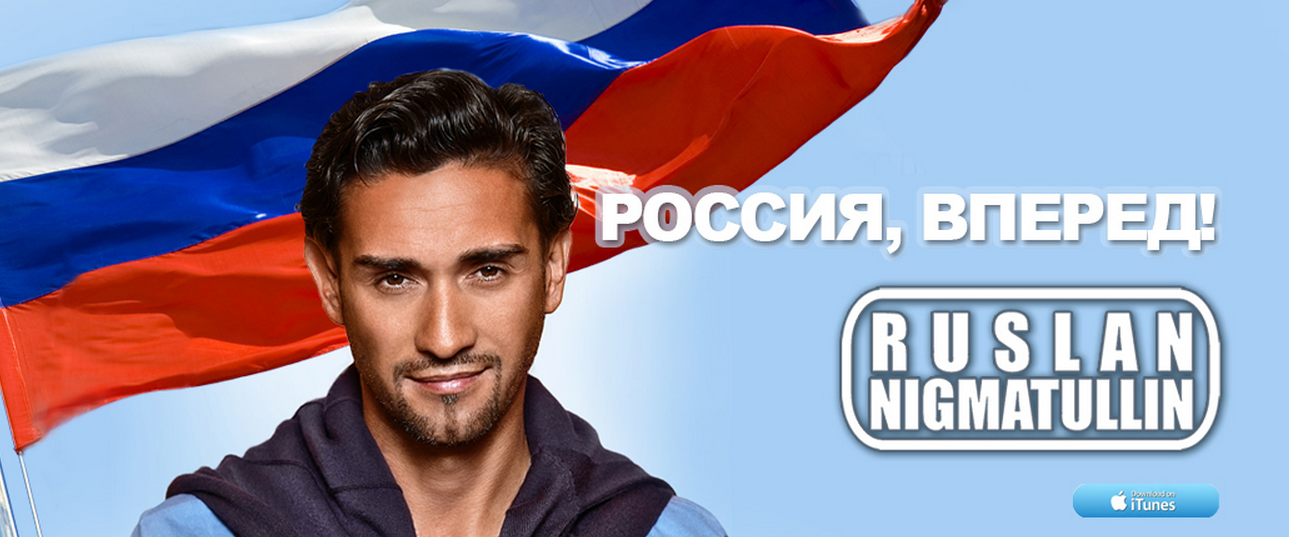 РОССИЯ, ВПЕРЕД!
RUSLAN
NIGMATULLIN
Download on
iTunes